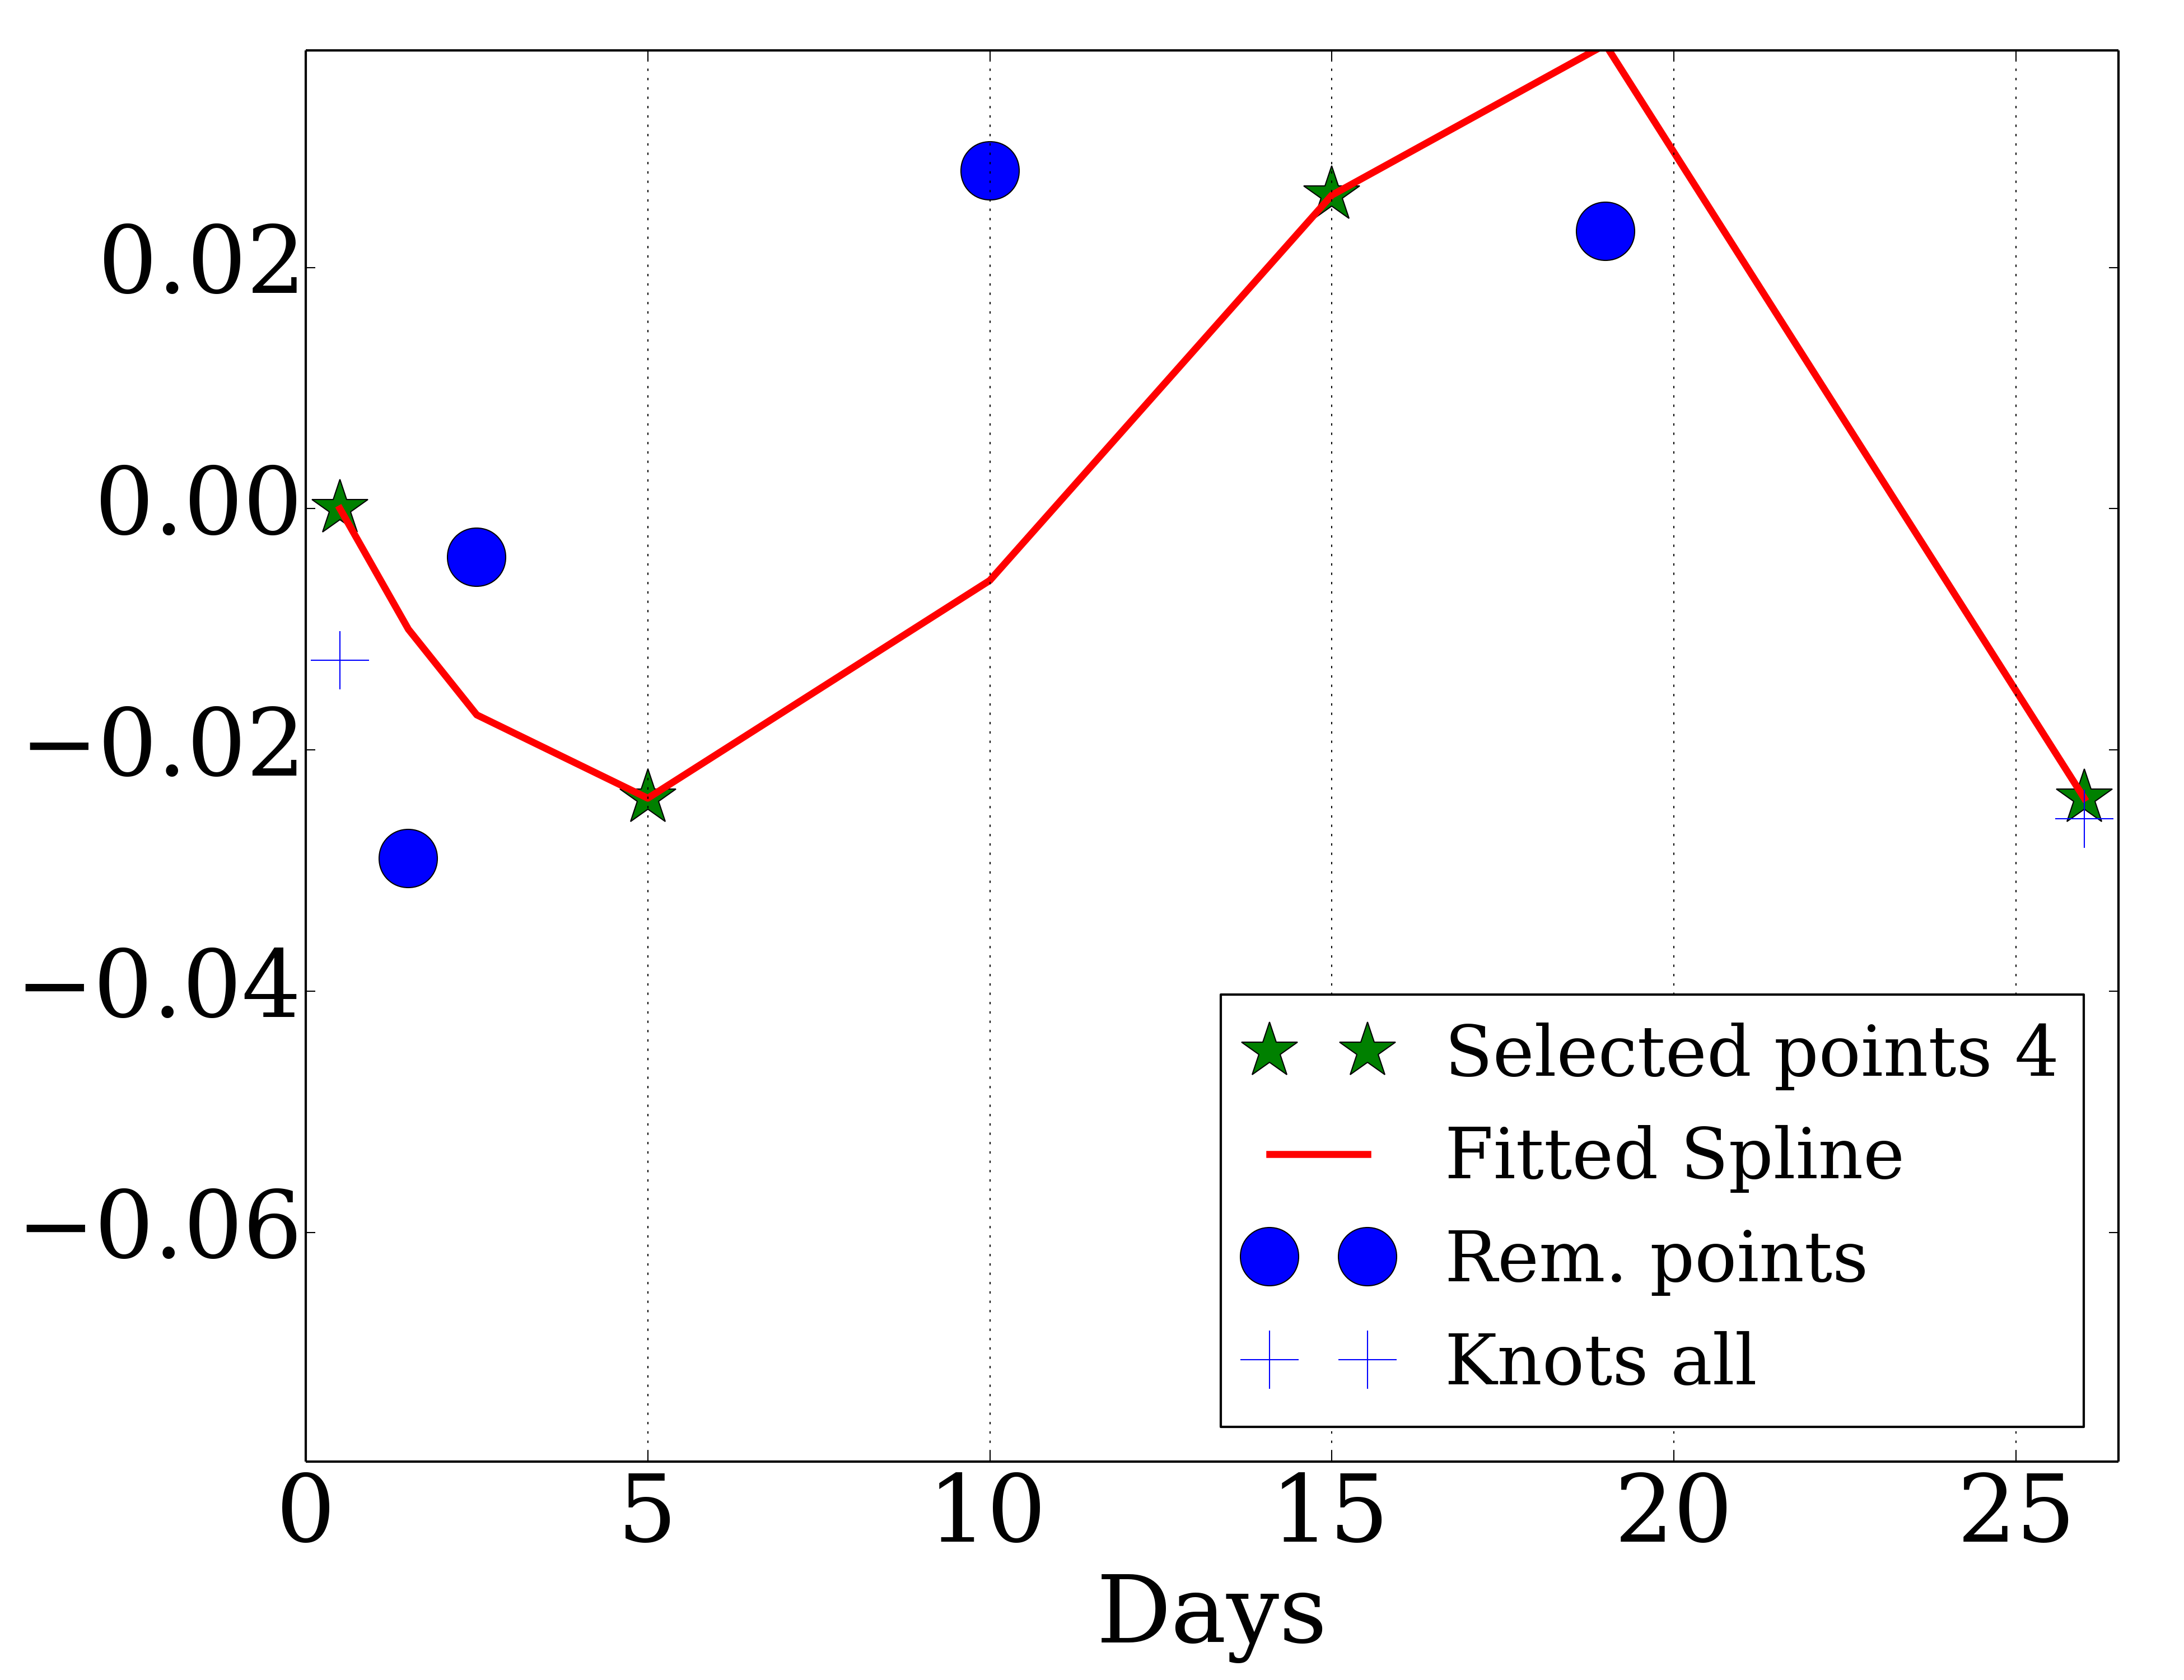 0.02
0.00
−0.02
−0.04
−0.06
Selected points 4
Fitted Spline
Rem. points
Knots all
0 5 10 15 20 25
Days